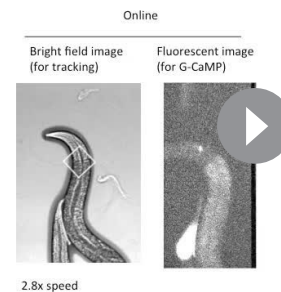 Online
Bright field image
(for tracking)
Fluorescent image
(for G-CaMP)
2.8x speed